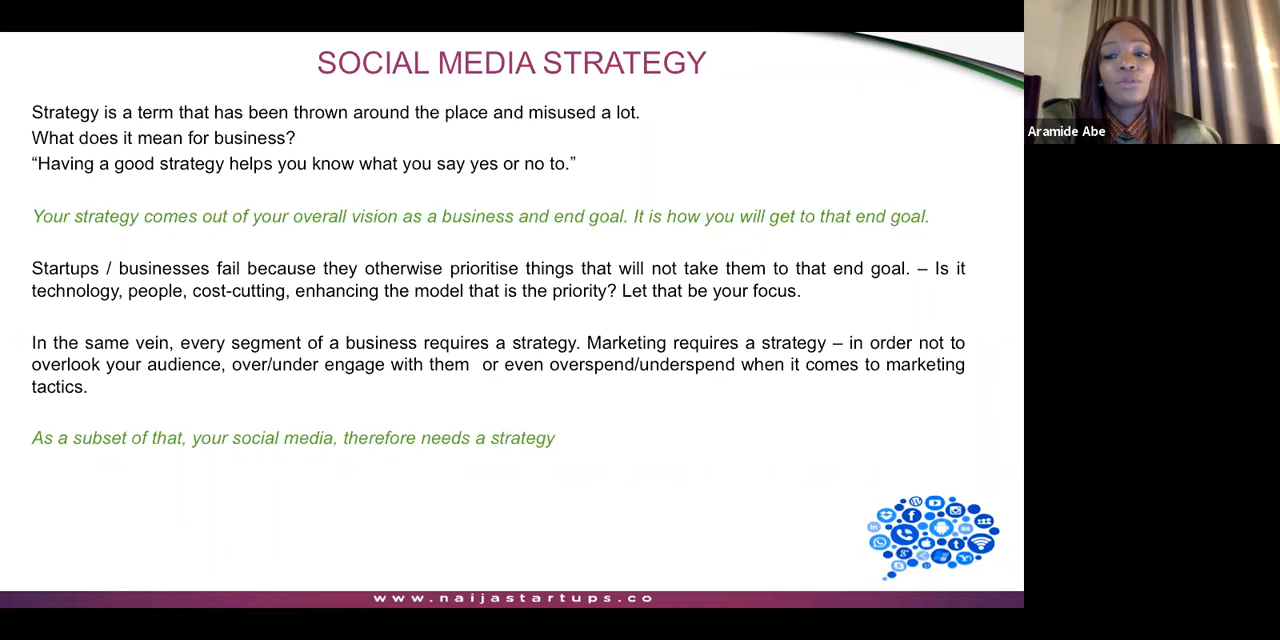 SOCIAL MEDIA STRATEGY
Strategy is a term that has been thrown around the place and misused a lot.
What does it mean for business?
“Having a good strategy helps you know what you say yes or no to.”
Your strategy comes out of your overall vision as a business and end goal. It is how you will get to that end goal.
Startups / businesses fail because they otherwise prioritise things that will not take them to that end goal. – Is it
technology, people, cost-cutting, enhancing the model that is the priority? Let that be your focus.
In the same vein, every segment of a business requires a strategy. Marketing requires a strategy – in order not to
overlook your audience, over/under engage with them or even overspend/underspend when it comes to marketing
tactics.
As a subset of that, your social media, therefore needs a strategy
www.naijastartups.co
Aramide Abe